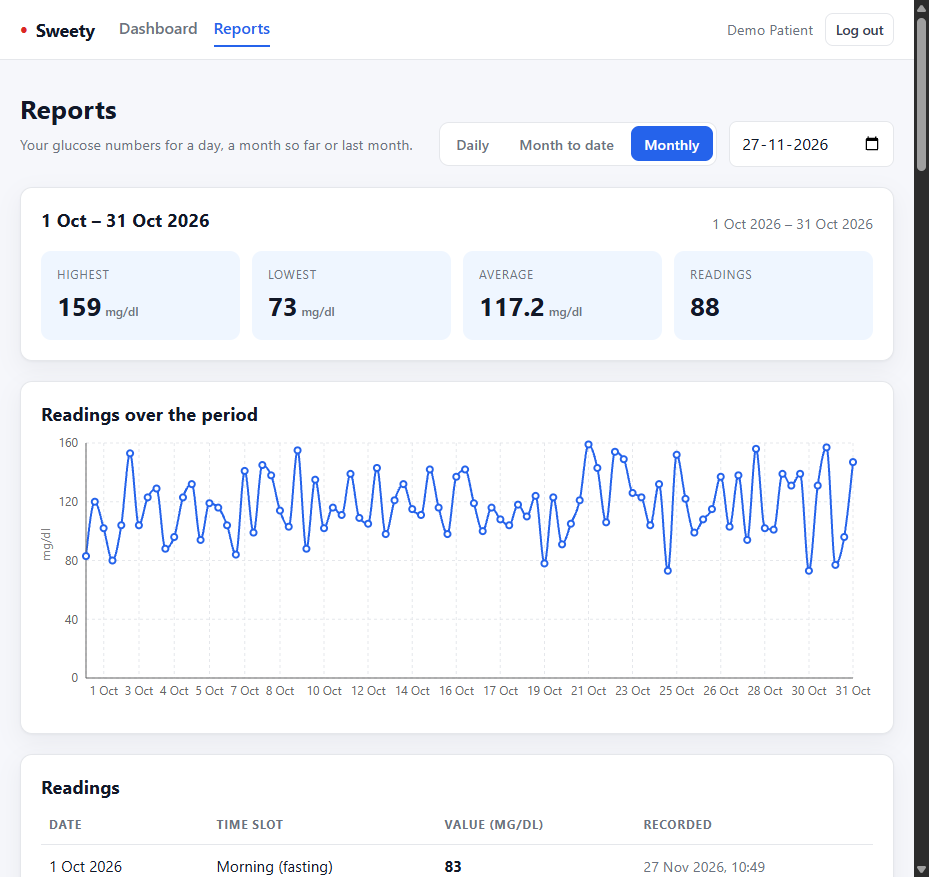 Sweety Dashboard Reports Demo Patient Log out
Reports
Your glucose numbers for a day, a month so far or last month.
Daily Month to date Monthly 27-11-2026
1 Oct – 31 Oct 2026 1 Oct 2026 – 31 Oct 2026
HIGHEST LOWEST AVERAGE READINGS
159 mg/dl 73 mg/dl 117.2 mg/dl 88
Readings over the period
160
120
80
40
0
mg/dl
1 Oct 3 Oct 4 Oct 5 Oct 7 Oct 8 Oct 10 Oct 12 Oct 14 Oct 16 Oct 17 Oct 19 Oct 21 Oct 23 Oct 25 Oct 26 Oct 28 Oct 30 Oct 31 Oct
Readings
DATE TIME SLOT VALUE (MG/DL) RECORDED
1 Oct 2026 Morning (fasting) 83 27 Nov 2026, 10:49